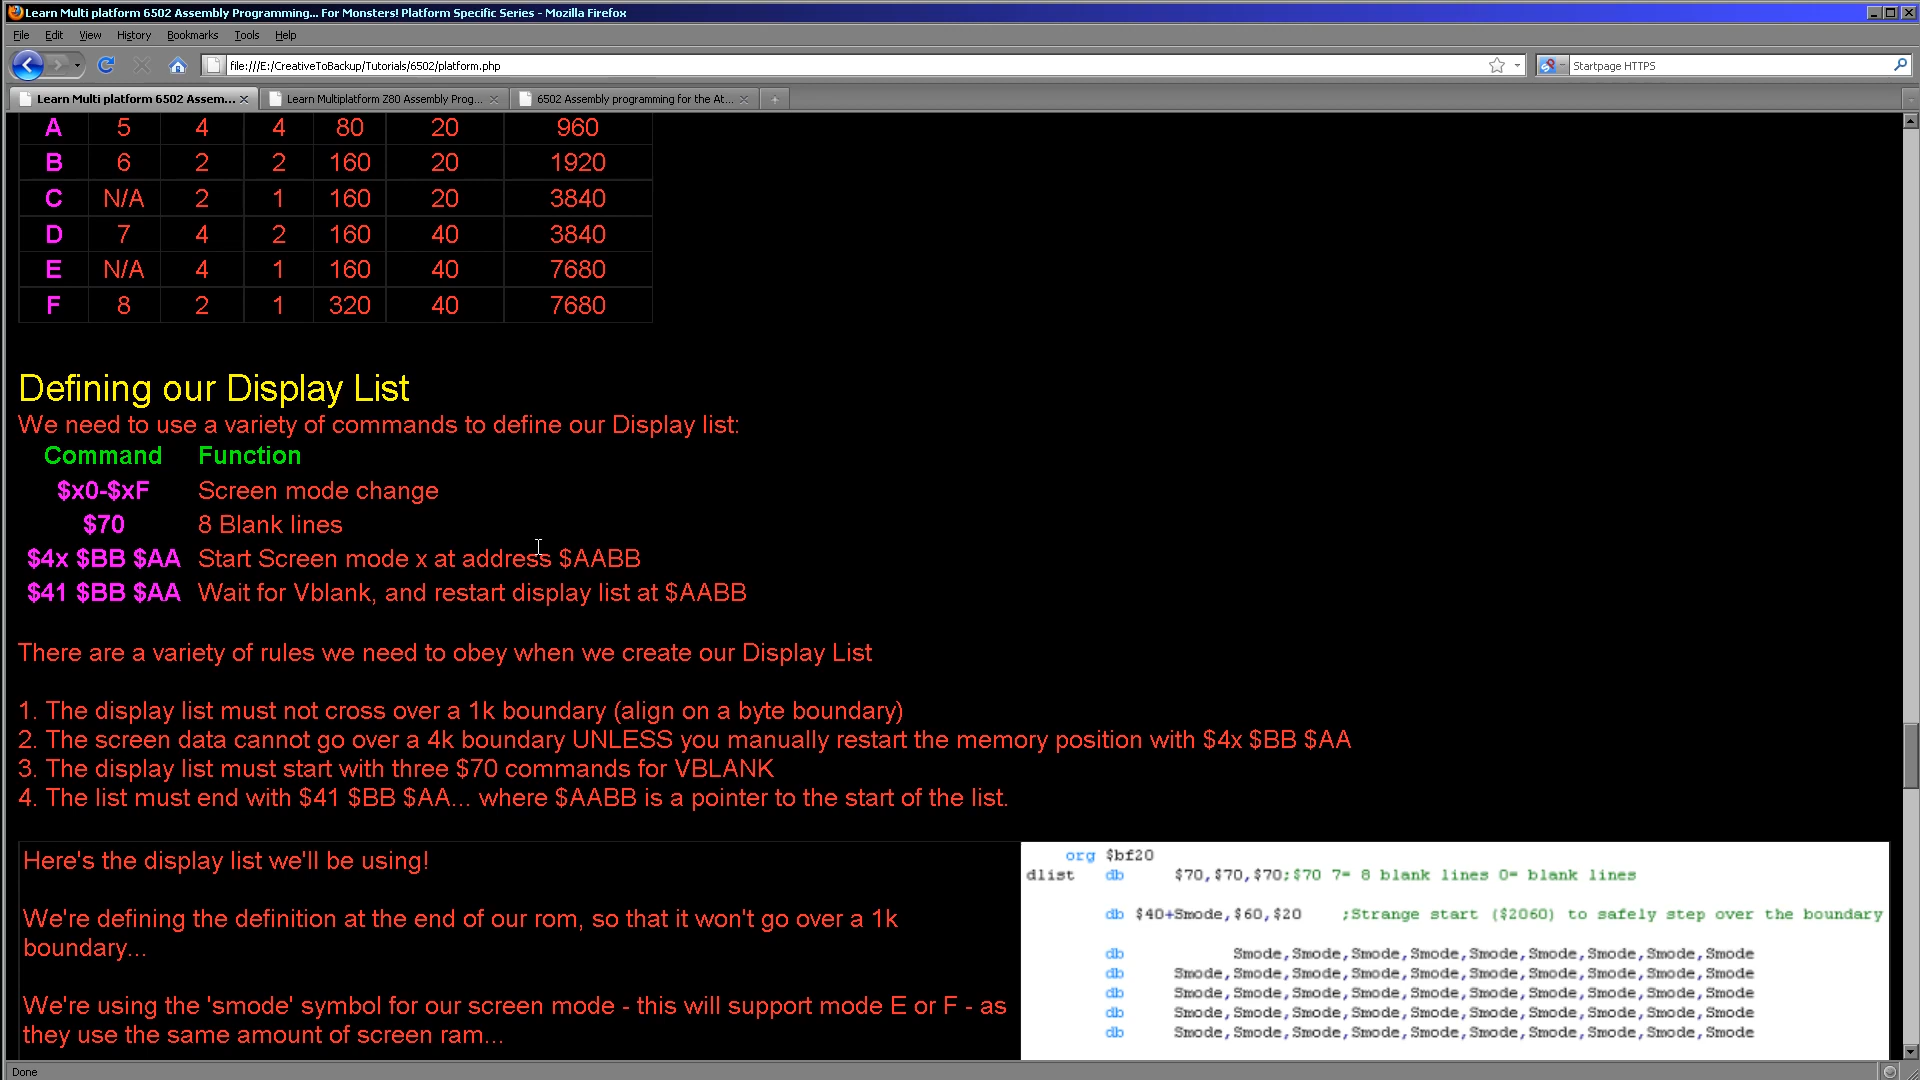 Learn Multi platform 6502 Assembly Programming... For Monsters! Platform Specific Series - Mozilla Firefox
File Edit View History Bookmarks Tools Help
file:///E:/CreativeToBackup/Tutorials/6502/platform.php
Startpage HTTPS
Learn Multi platform 6502 Assem...
Learn Multiplatform Z80 Assembly Prog...
6502 Assembly programming for the At...
A 5 4 4 80 20 960
B 6 2 2 160 20 1920
C N/A 2 1 160 20 3840
D 7 4 2 160 40 3840
E N/A 4 1 160 40 7680
F 8 2 1 320 40 7680
Defining our Display List
We need to use a variety of commands to define our Display list:
Command Function
$x0-$xF Screen mode change
$70 8 Blank lines
$4x $BB $AA Start Screen mode x at address $AABB
$41 $BB $AA Wait for Vblank, and restart display list at $AABB
There are a variety of rules we need to obey when we create our Display List
1. The display list must not cross over a 1k boundary (align on a byte boundary)
2. The screen data cannot go over a 4k boundary UNLESS you manually restart the memory position with $4x $BB $AA
3. The display list must start with three $70 commands for VBLANK
4. The list must end with $41 $BB $AA... where $AABB is a pointer to the start of the list.
Here's the display list we'll be using!
We're defining the definition at the end of our rom, so that it won't go over a 1k
boundary...
We're using the 'smode' symbol for our screen mode - this will support mode E or F - as
they use the same amount of screen ram...
org $bf20
dlist db $70,$70,$70;$70 7= 8 blank lines 0= blank lines
db $40+Smode,$60,$20 ;Strange start ($2060) to safely step over the boundary
db Smode,Smode,Smode,Smode,Smode,Smode,Smode,Smode,Smode
db Smode,Smode,Smode,Smode,Smode,Smode,Smode,Smode,Smode,Smode
db Smode,Smode,Smode,Smode,Smode,Smode,Smode,Smode,Smode,Smode
db Smode,Smode,Smode,Smode,Smode,Smode,Smode,Smode,Smode,Smode
db Smode,Smode,Smode,Smode,Smode,Smode,Smode,Smode,Smode,Smode
Done